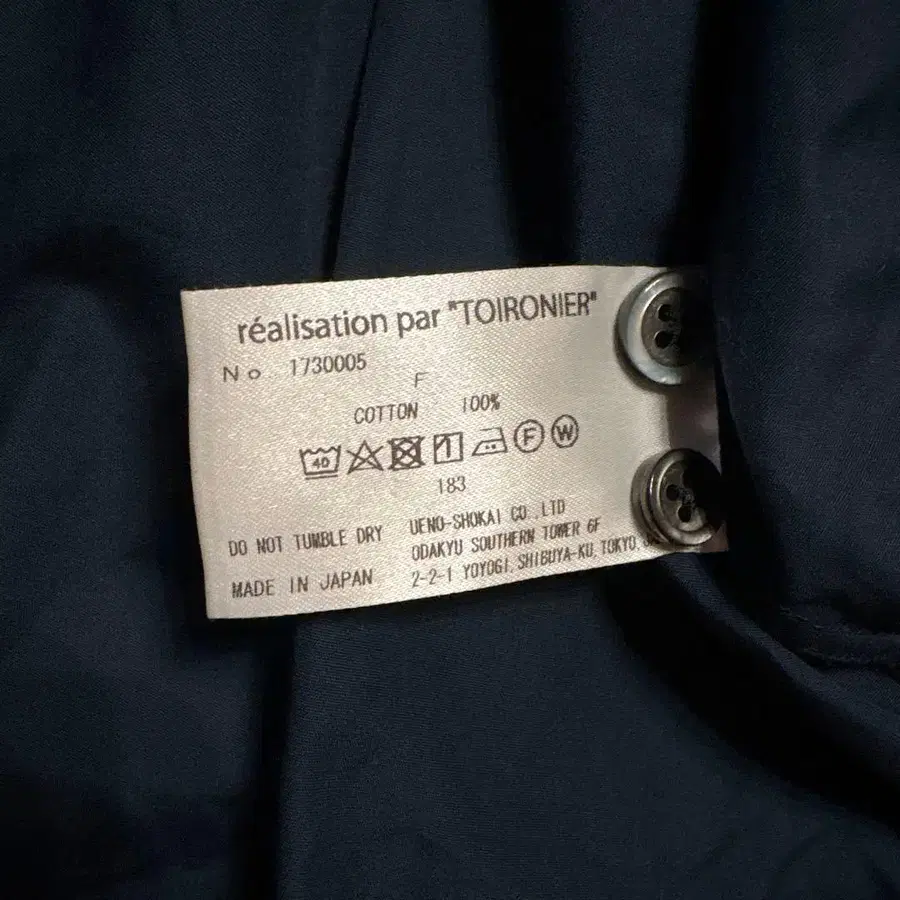 réalisation par "TOIRONIER"
No 1730005
F
COTTON 100%
40 F W
183
DO NOT TUMBLE DRY
MADE IN JAPAN
UENO-SHOKAI CO.,LTD
ODAKYU SOUTHERN TOWER 6F
2-2-1 YOYOGI, SHIBUYA-KU, TOKYO,